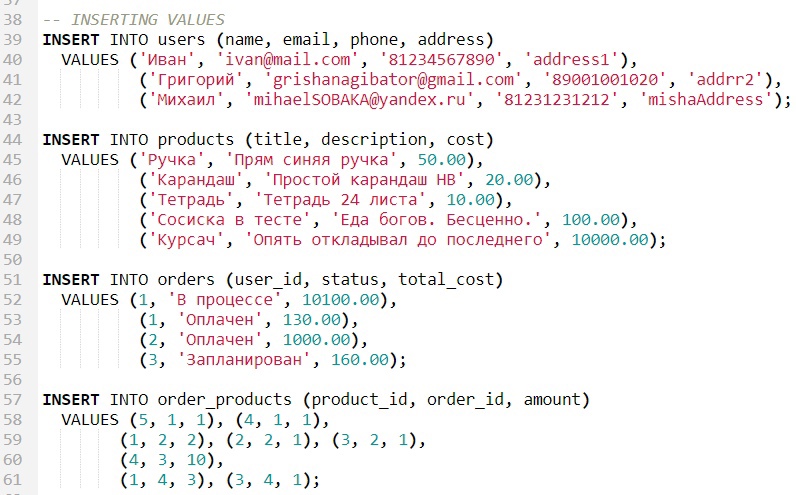 37
38 -- INSERTING VALUES
39 INSERT INTO users (name, email, phone, address)
40 VALUES ('Иван', 'ivan@mail.com', '81234567890', 'address1'),
41 ('Григорий', 'grishanagibator@gmail.com', '89001001020', 'addrr2'),
42 ('Михаил', 'mihaelSOBAKA@yandex.ru', '81231231212', 'mishaAddress');
43
44 INSERT INTO products (title, description, cost)
45 VALUES ('Ручка', 'Прям синяя ручка', 50.00),
46 ('Карандаш', 'Простой карандаш HB', 20.00),
47 ('Тетрадь', 'Тетрадь 24 листа', 10.00),
48 ('Сосиска в тесте', 'Еда богов. Бесценно.', 100.00),
49 ('Курсач', 'Опять откладывал до последнего', 10000.00);
50
51 INSERT INTO orders (user_id, status, total_cost)
52 VALUES (1, 'В процессе', 10100.00),
53 (1, 'Оплачен', 130.00),
54 (2, 'Оплачен', 1000.00),
55 (3, 'Запланирован', 160.00);
56
57 INSERT INTO order_products (product_id, order_id, amount)
58 VALUES (5, 1, 1), (4, 1, 1),
59 (1, 2, 2), (2, 2, 1), (3, 2, 1),
60 (4, 3, 10),
61 (1, 4, 3), (3, 4, 1);